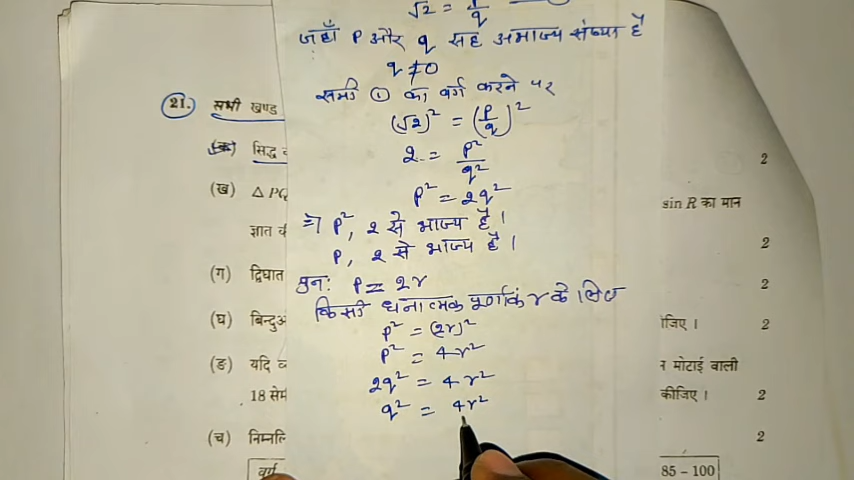 √2 = p/q
जहाँ p और q सह अभाज्य संख्या है
q ≠ 0
समी ① का वर्ग करने पर
(√2)² = (p/q)²
2 = p²/q²
p² = 2q²
⇒ p², 2 से भाज्य है।
p, 2 से भाज्य है।
पुन: p = 2r
किसी धनात्मक पूर्णांक r के लिए
p² = (2r)²
p² = 4r²
2q² = 4r²
q² = 4r²
21. सभी खण्ड
(क) सिद्ध
2
(ख) △ PQ
sin R का मान
ज्ञात
2
(ग) द्विघात
2
(घ) बिन्दुओं
जिए।
2
(ङ) यदि
मोटाई वाली
18 सेमी
कीजिए।
2
(च) निम्नलि
2
वर्ग
85 – 100